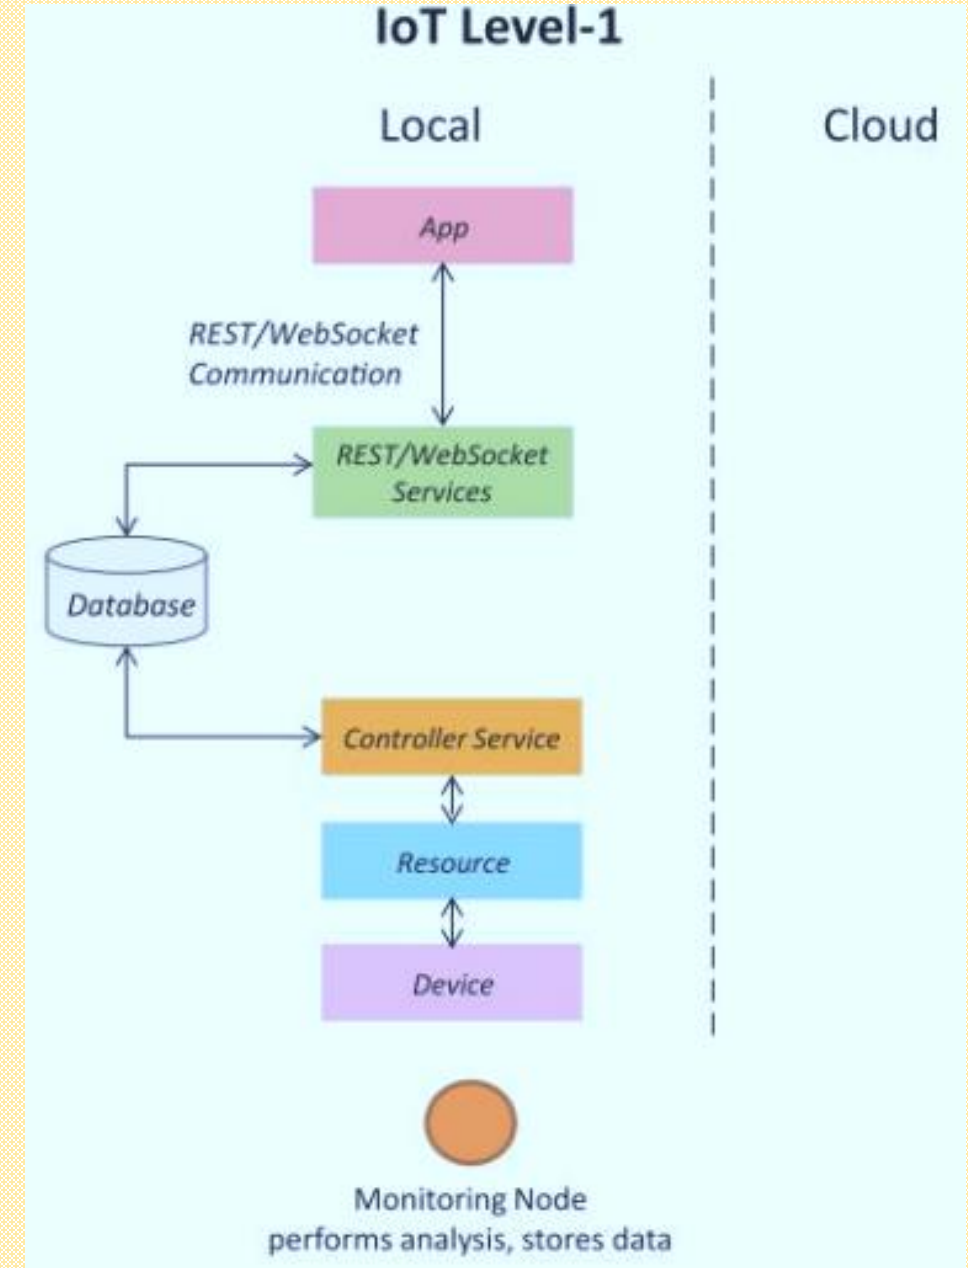 IoT Level-1
Local
Cloud
App
REST/WebSocket
Communication
REST/WebSocket
Services
Database
Controller Service
Resource
Device
Monitoring Node
performs analysis, stores data